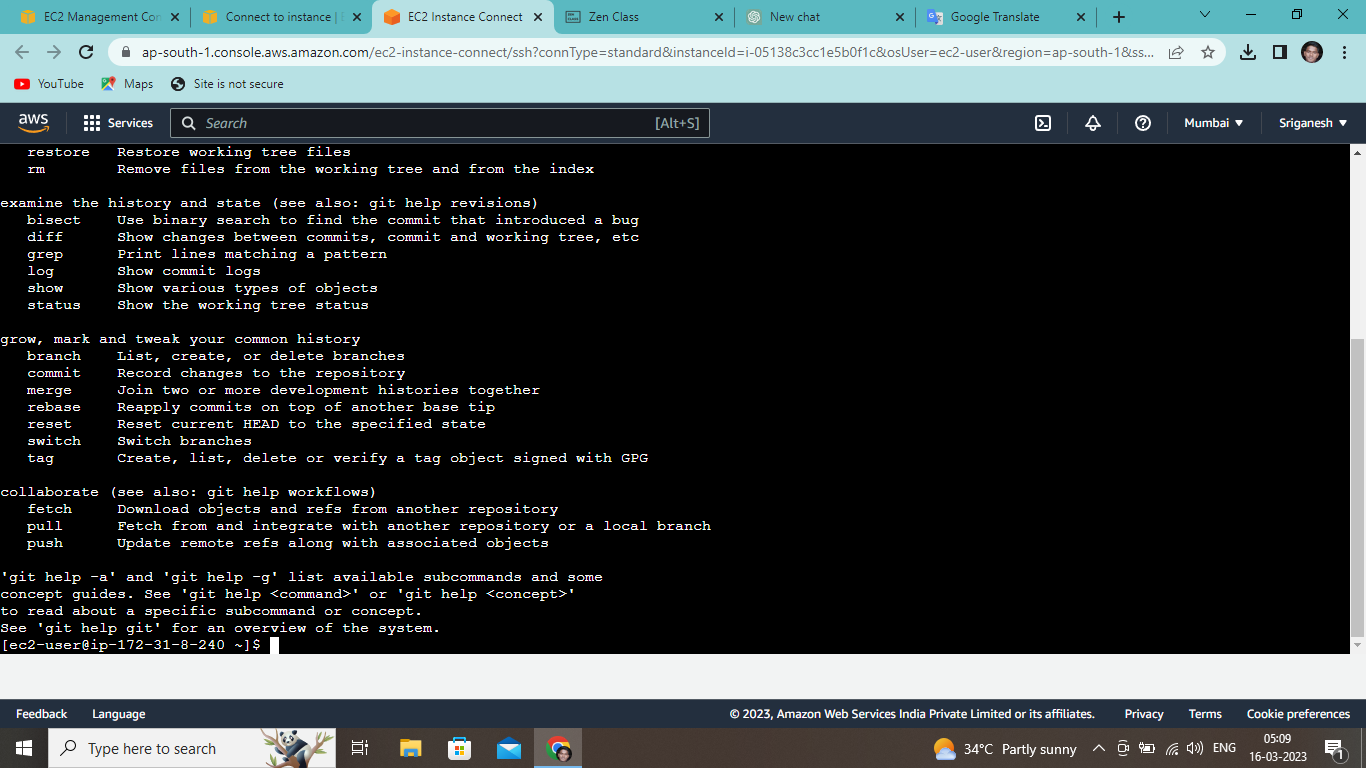 EC2 Management Con
Connect to instance |
EC2 Instance Connect
Zen Class
New chat
Google Translate
ap-south-1.console.aws.amazon.com/ec2-instance-connect/ssh?connType=standard&instanceId=i-05138c3cc1e5b0f1c&osUser=ec2-user&region=ap-south-1&ss...
YouTube
Maps
Site is not secure
aws
Services
Search
[Alt+S]
Mumbai
Sriganesh
restore Restore working tree files
rm Remove files from the working tree and from the index
examine the history and state (see also: git help revisions)
bisect Use binary search to find the commit that introduced a bug
diff Show changes between commits, commit and working tree, etc
grep Print lines matching a pattern
log Show commit logs
show Show various types of objects
status Show the working tree status
grow, mark and tweak your common history
branch List, create, or delete branches
commit Record changes to the repository
merge Join two or more development histories together
rebase Reapply commits on top of another base tip
reset Reset current HEAD to the specified state
switch Switch branches
tag Create, list, delete or verify a tag object signed with GPG
collaborate (see also: git help workflows)
fetch Download objects and refs from another repository
pull Fetch from and integrate with another repository or a local branch
push Update remote refs along with associated objects
'git help -a' and 'git help -g' list available subcommands and some
concept guides. See 'git help <command>' or 'git help <concept>'
to read about a specific subcommand or concept.
See 'git help git' for an overview of the system.
[ec2-user@ip-172-31-8-240 ~]$
Feedback
Language
© 2023, Amazon Web Services India Private Limited or its affiliates.
Privacy
Terms
Cookie preferences
Type here to search
34°C Partly sunny
ENG
05:09
16-03-2023
1